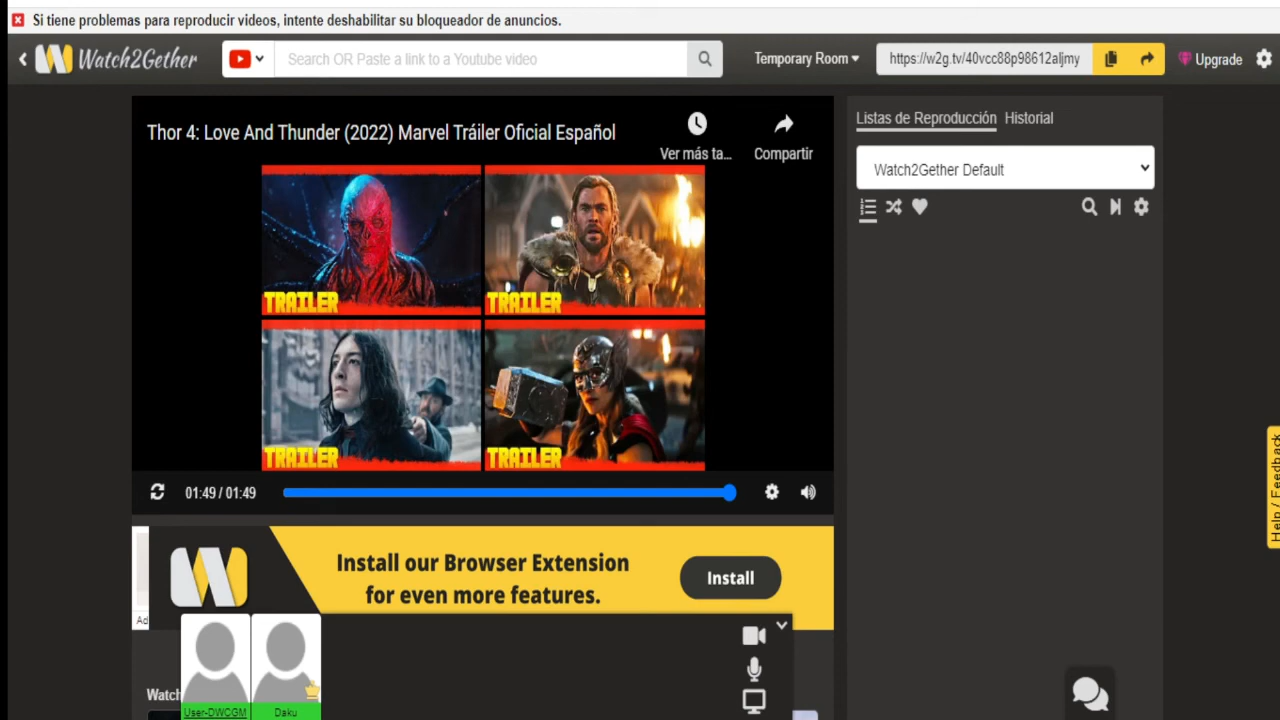 Si tiene problemas para reproducir videos, intente deshabilitar su bloqueador de anuncios.
Watch2Gether
Search OR Paste a link to a Youtube video
Temporary Room
https://w2g.tv/40vcc88p98612aljmy
Upgrade
Thor 4: Love And Thunder (2022) Marvel Tráiler Oficial Español
Ver más ta...
Compartir
Listas de Reproducción
Historial
Watch2Gether Default
TRAILER
TRAILER
TRAILER
TRAILER
01:49 / 01:49
Help / Feedback
Install our Browser Extension
for even more features.
Install
Ad
Watch
User-DWCGM
Daku